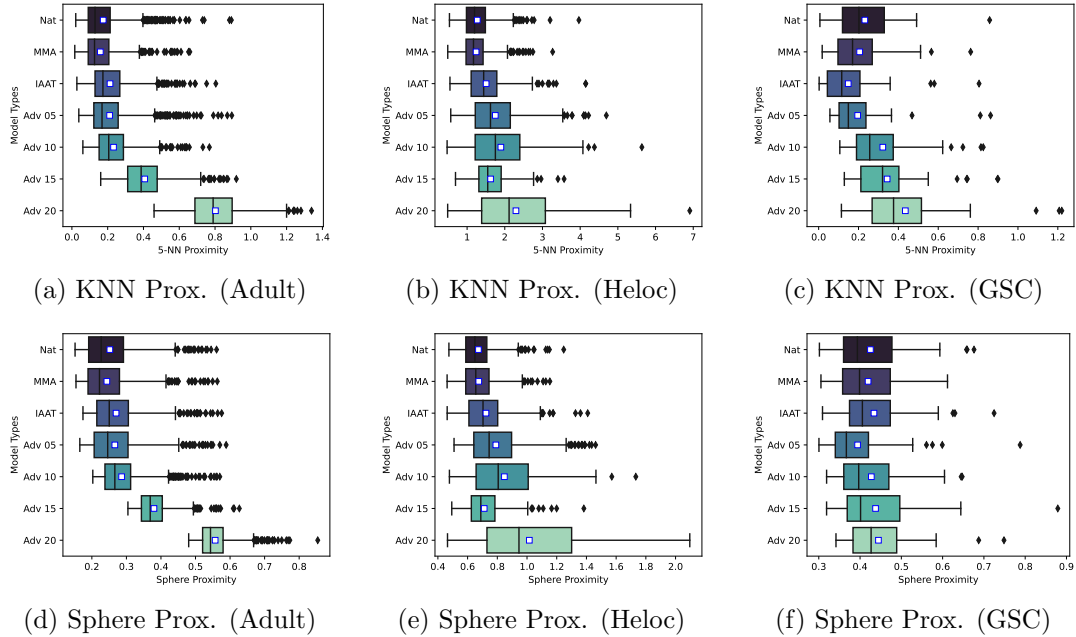 Model Types
Nat
MMA
IAAT
Adv 05
Adv 10
Adv 15
Adv 20
0.0 0.2 0.4 0.6 0.8 1.0 1.2 1.4
5-NN Proximity
(a) KNN Prox. (Adult)
Model Types
Nat
MMA
IAAT
Adv 05
Adv 10
Adv 15
Adv 20
1 2 3 4 5 6 7
5-NN Proximity
(b) KNN Prox. (Heloc)
Model Types
Nat
MMA
IAAT
Adv 05
Adv 10
Adv 15
Adv 20
0.0 0.2 0.4 0.6 0.8 1.0 1.2
5-NN Proximity
(c) KNN Prox. (GSC)
Model Types
Nat
MMA
IAAT
Adv 05
Adv 10
Adv 15
Adv 20
0.2 0.3 0.4 0.5 0.6 0.7 0.8
Sphere Proximity
(d) Sphere Prox. (Adult)
Model Types
Nat
MMA
IAAT
Adv 05
Adv 10
Adv 15
Adv 20
0.4 0.6 0.8 1.0 1.2 1.4 1.6 1.8 2.0
Sphere Proximity
(e) Sphere Prox. (Heloc)
Model Types
Nat
MMA
IAAT
Adv 05
Adv 10
Adv 15
Adv 20
0.3 0.4 0.5 0.6 0.7 0.8 0.9
Sphere Proximity
(f) Sphere Prox. (GSC)